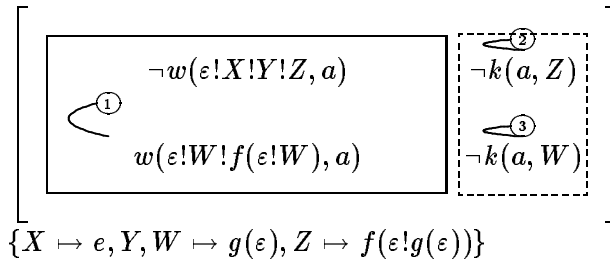 ②
¬w(ε!X!Y!Z, a) ¬k(a, Z)
① ③
w(ε!W!f(ε!W), a) ¬k(a, W)
{X ↦ e, Y, W ↦ g(ε), Z ↦ f(ε!g(ε))}